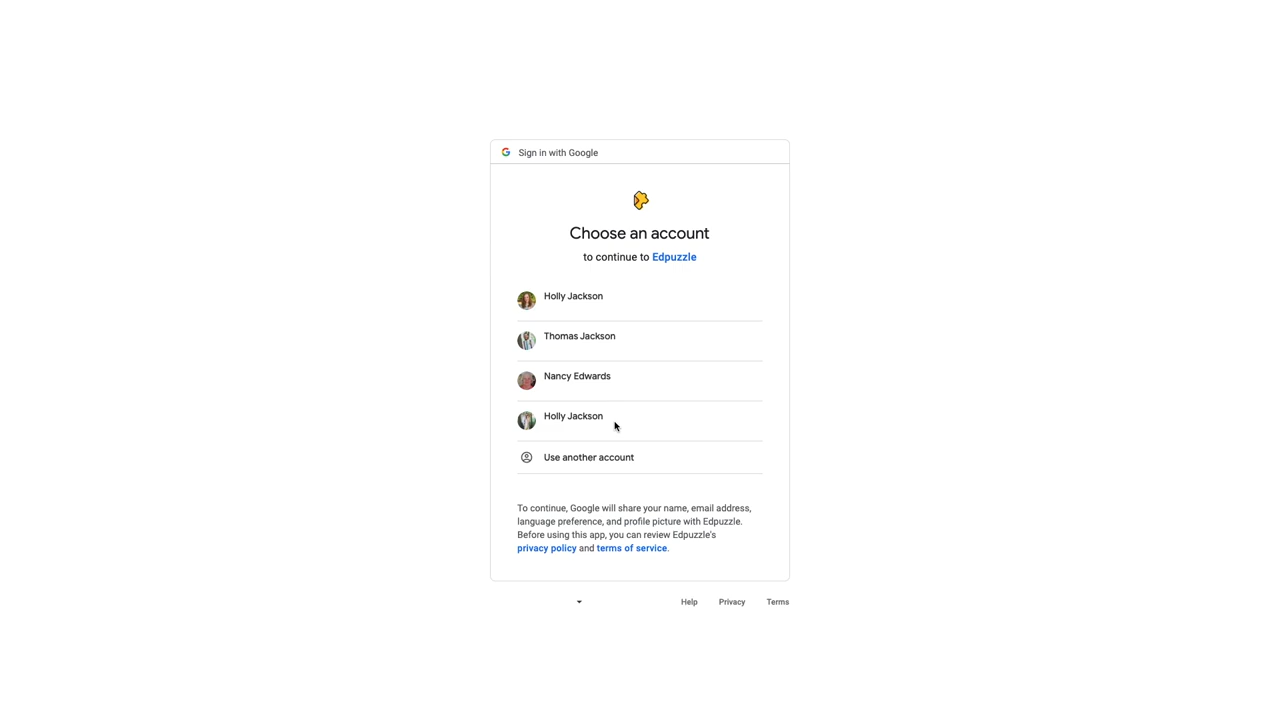 Sign in with Google
Choose an account
to continue to Edpuzzle
Holly Jackson
Thomas Jackson
Nancy Edwards
Holly Jackson
Use another account
To continue, Google will share your name, email address,
language preference, and profile picture with Edpuzzle.
Before using this app, you can review Edpuzzle's
privacy policy and terms of service.
Help Privacy Terms